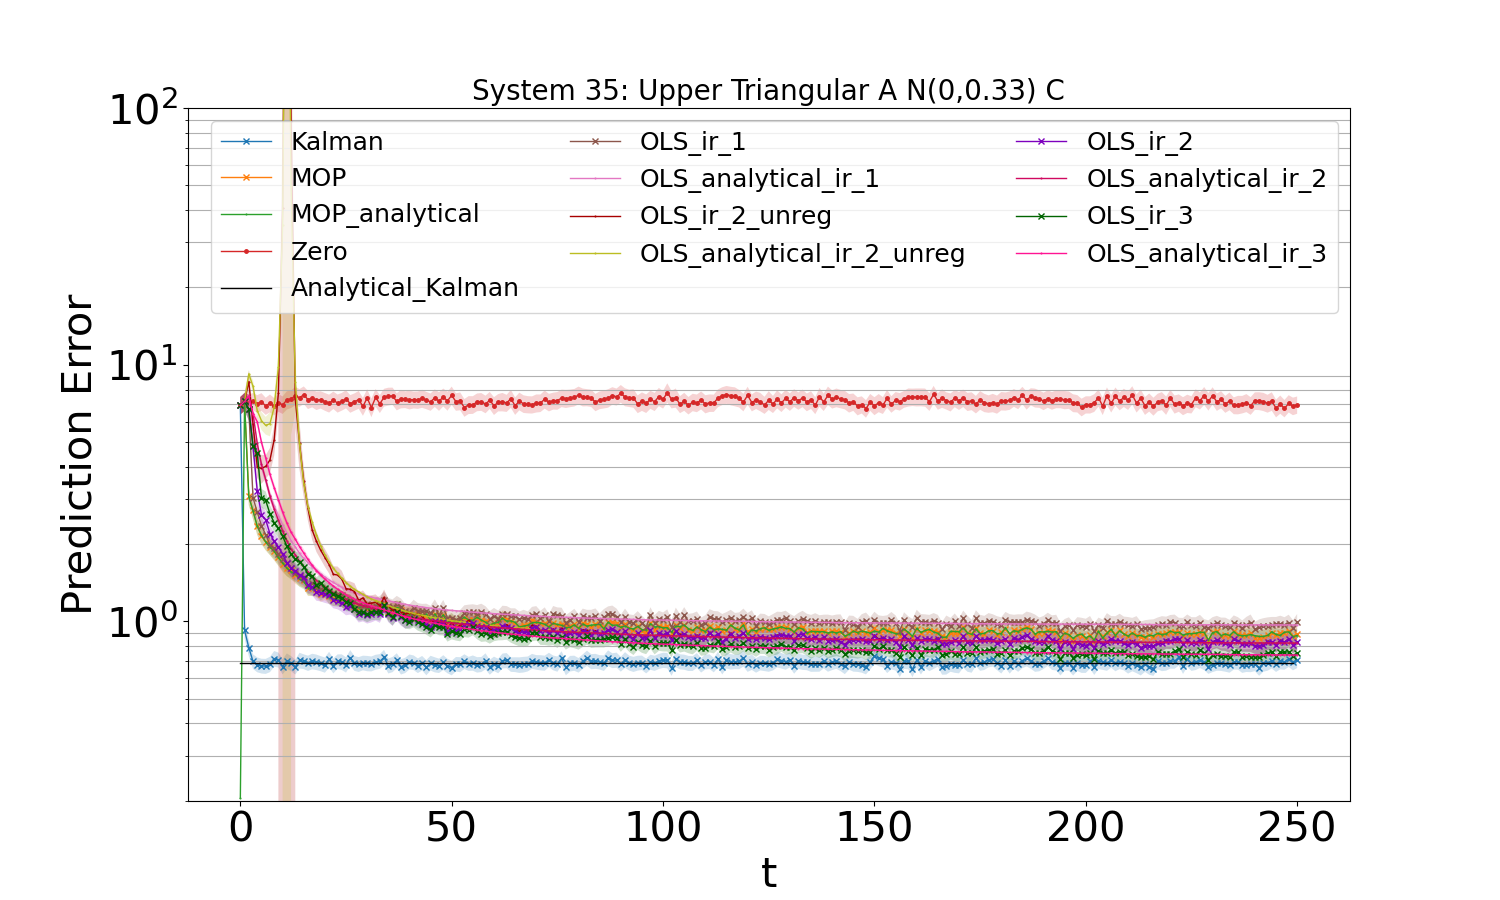 System 35: Upper Triangular A N(0,0.33) C
10²
Kalman
MOP
MOP_analytical
Zero
Analytical_Kalman
OLS_ir_1
OLS_analytical_ir_1
OLS_ir_2_unreg
OLS_analytical_ir_2_unreg
OLS_ir_2
OLS_analytical_ir_2
OLS_ir_3
OLS_analytical_ir_3
10¹
10⁰
Prediction Error
0 50 100 150 200 250
t